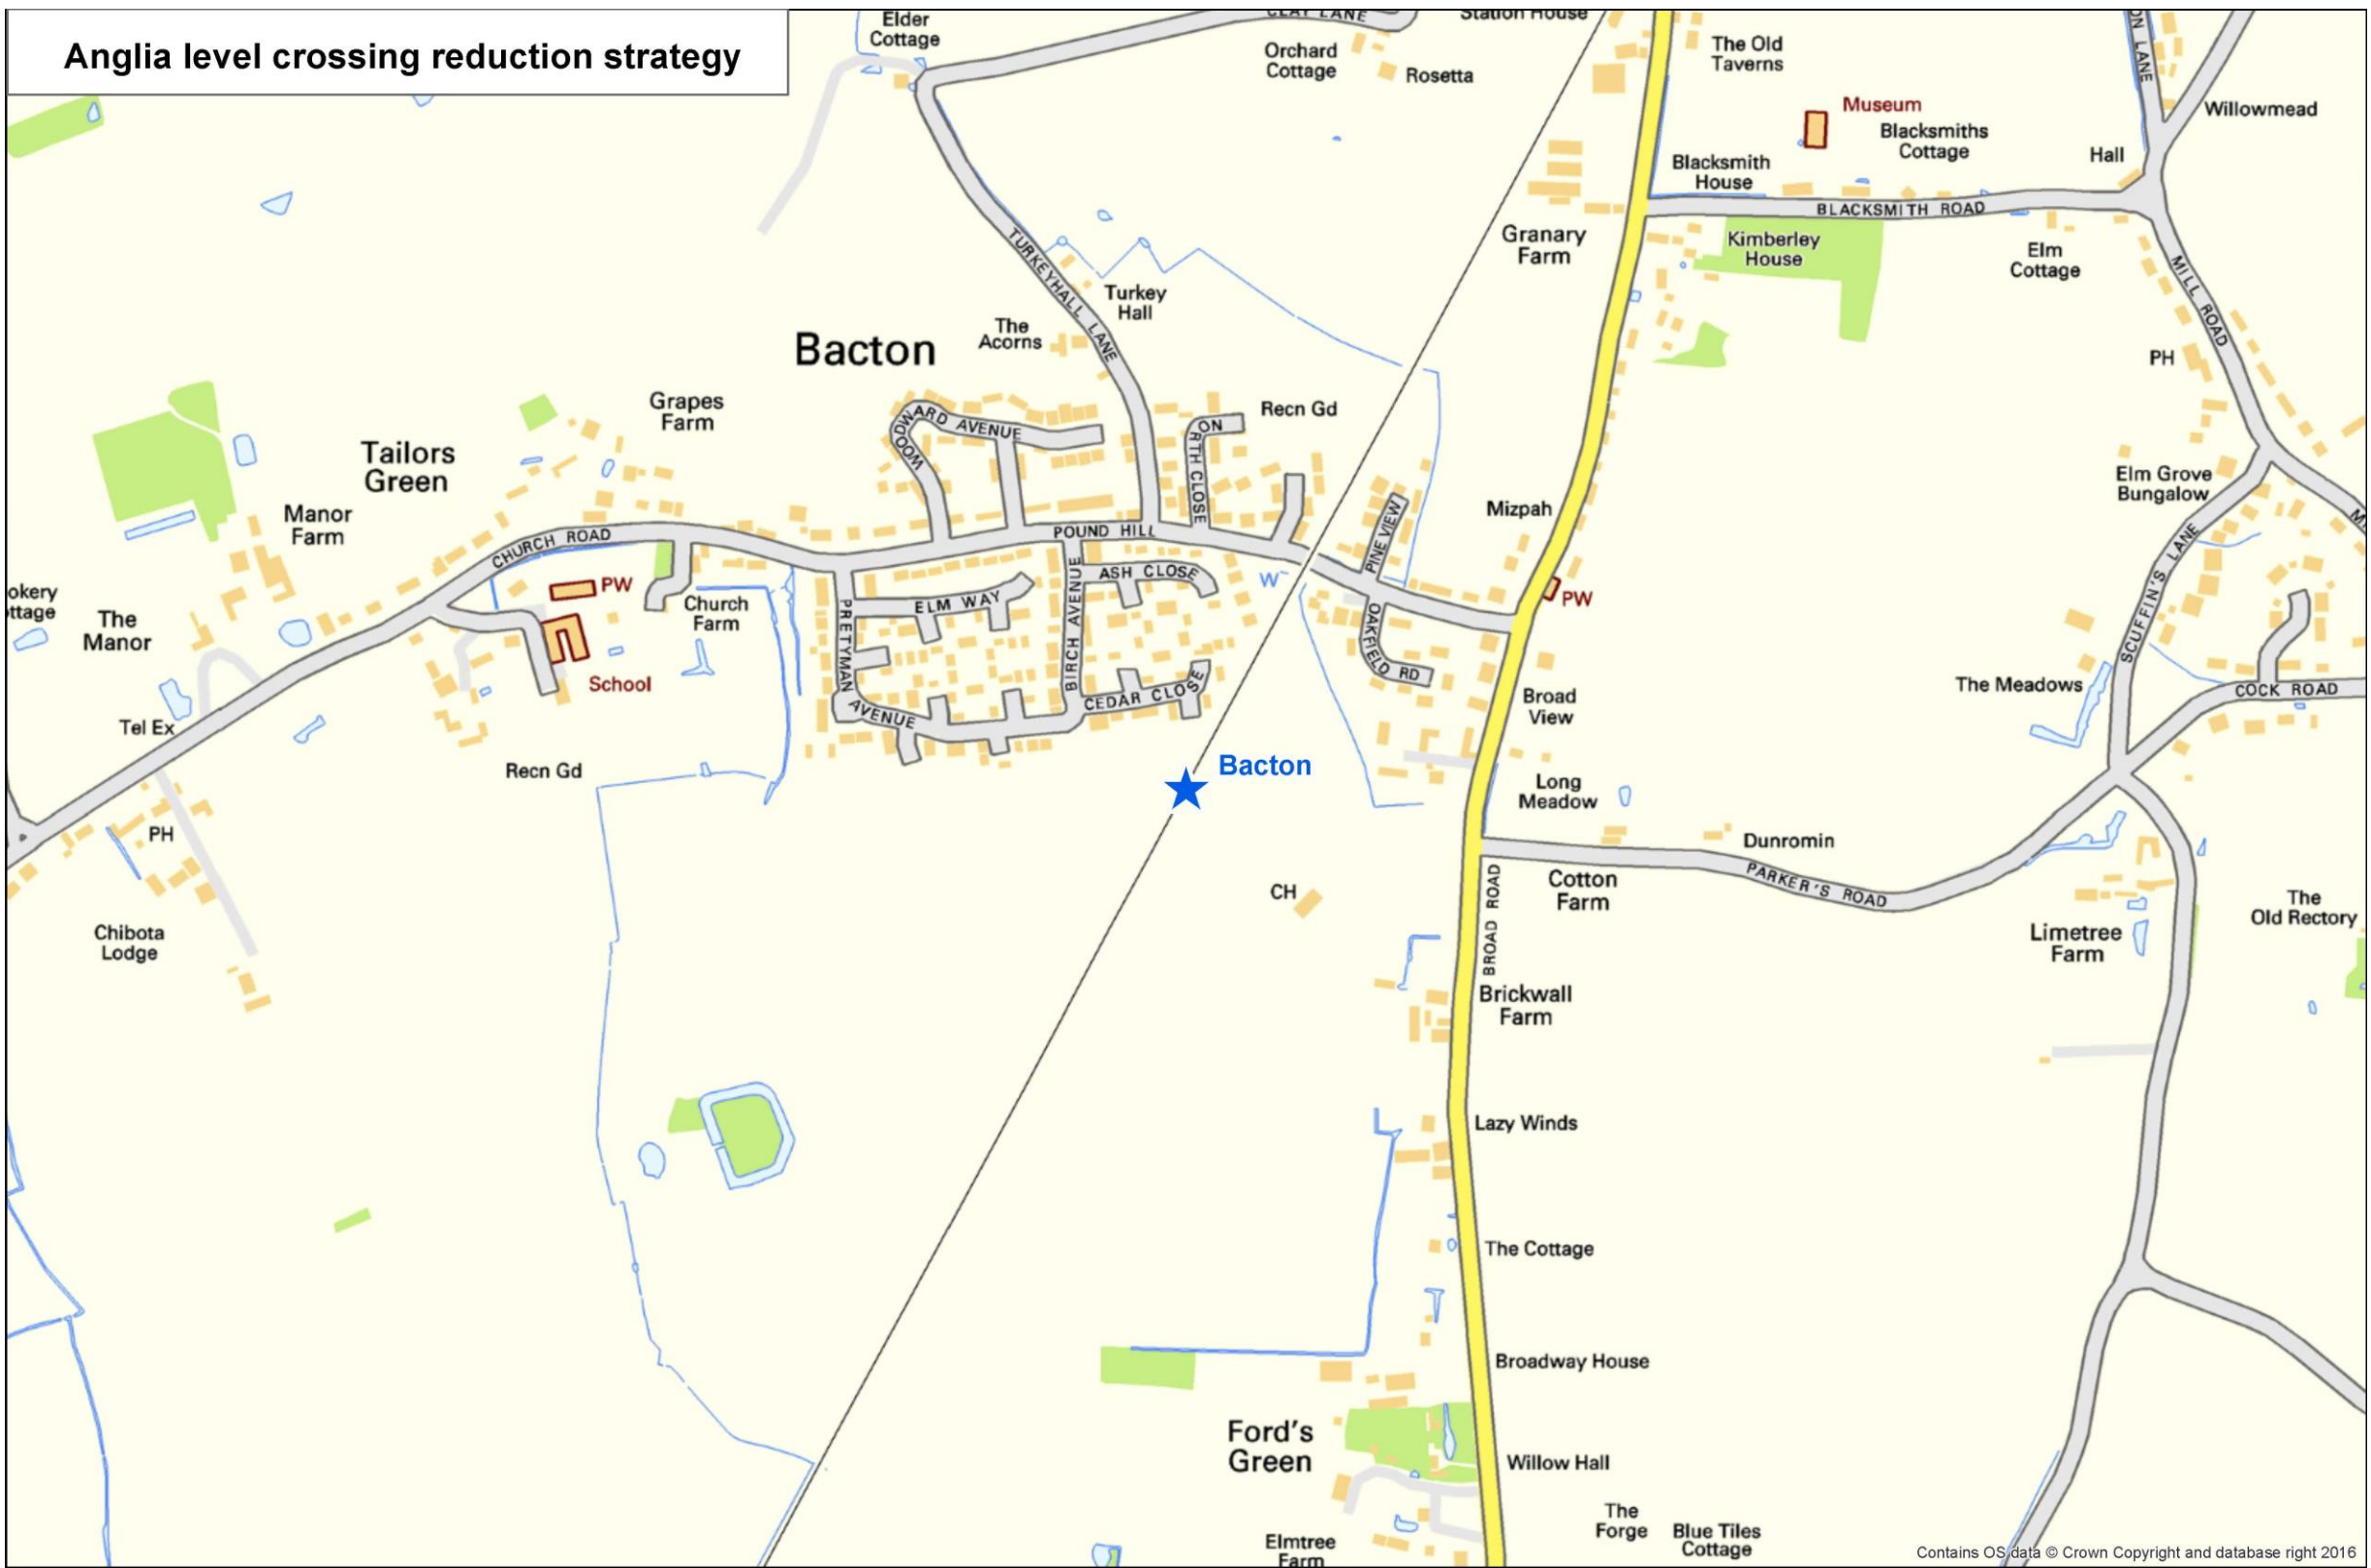 Anglia level crossing reduction strategy
Elder
Cottage
CLAY LANE
Station House
Orchard
Cottage
Rosetta
The Old
Taverns
Museum
Blacksmiths
Cottage
Blacksmith
House
Hall
Willowmead
BLACKSMITH ROAD
Granary
Farm
Kimberley
House
Elm
Cottage
MILL ROAD
PH
TURKEYHALL LANE
Turkey
Hall
The
Acorns
Bacton
Grapes
Farm
Tailors
Green
Manor
Farm
WOODWARD AVENUE
Recn Gd
Mizpah
Elm Grove
Bungalow
CHURCH ROAD
POUND HILL
PINE VIEW
PW
PW
Church
Farm
School
The
Manor
Tel Ex
Recn Gd
PRETYMAN
AVENUE
ELM WAY
BIRCH AVENUE
ASH CLOSE
CEDAR CLOSE
W
OAKFIELD RD
Broad
View
SCUFFIN'S LANE
The Meadows
COCK ROAD
Bacton
Long
Meadow
Dunromin
PARKER'S ROAD
PH
Chibota
Lodge
CH
BROAD ROAD
Cotton
Farm
Limetree
Farm
The
Old Rectory
Brickwall
Farm
Lazy Winds
The Cottage
Broadway House
Ford's
Green
Willow Hall
The
Forge
Blue Tiles
Cottage
Elmtree
Farm
Contains OS data © Crown Copyright and database right 2016